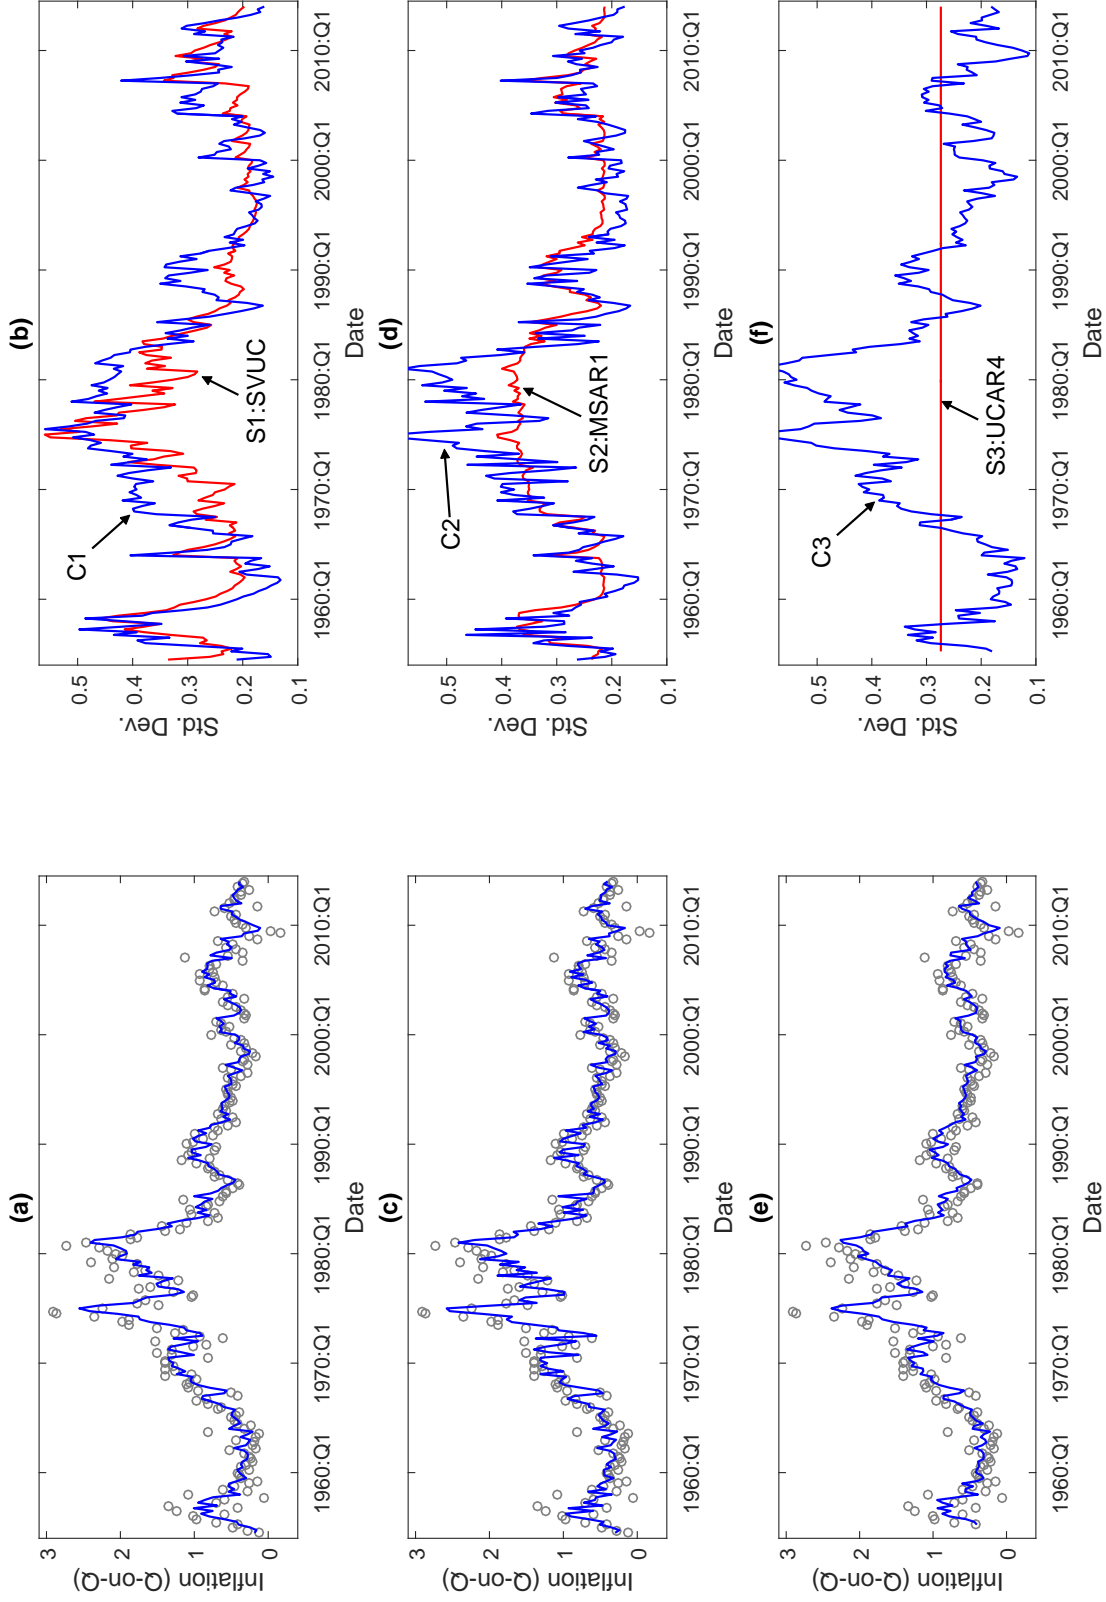 (a)
Inflation (Q-on-Q)
3
2
1
0
1960:Q1 1970:Q1 1980:Q1 1990:Q1 2000:Q1 2010:Q1
Date
(b)
Std. Dev.
0.5
0.4
0.3
0.2
0.1
C1
S1:SVUC
1960:Q1 1970:Q1 1980:Q1 1990:Q1 2000:Q1 2010:Q1
Date
(c)
Inflation (Q-on-Q)
3
2
1
0
1960:Q1 1970:Q1 1980:Q1 1990:Q1 2000:Q1 2010:Q1
Date
(d)
Std. Dev.
0.5
0.4
0.3
0.2
0.1
C2
S2:MSAR1
1960:Q1 1970:Q1 1980:Q1 1990:Q1 2000:Q1 2010:Q1
Date
(e)
Inflation (Q-on-Q)
3
2
1
0
1960:Q1 1970:Q1 1980:Q1 1990:Q1 2000:Q1 2010:Q1
Date
(f)
Std. Dev.
0.5
0.4
0.3
0.2
0.1
C3
S3:UCAR4
1960:Q1 1970:Q1 1980:Q1 1990:Q1 2000:Q1 2010:Q1
Date